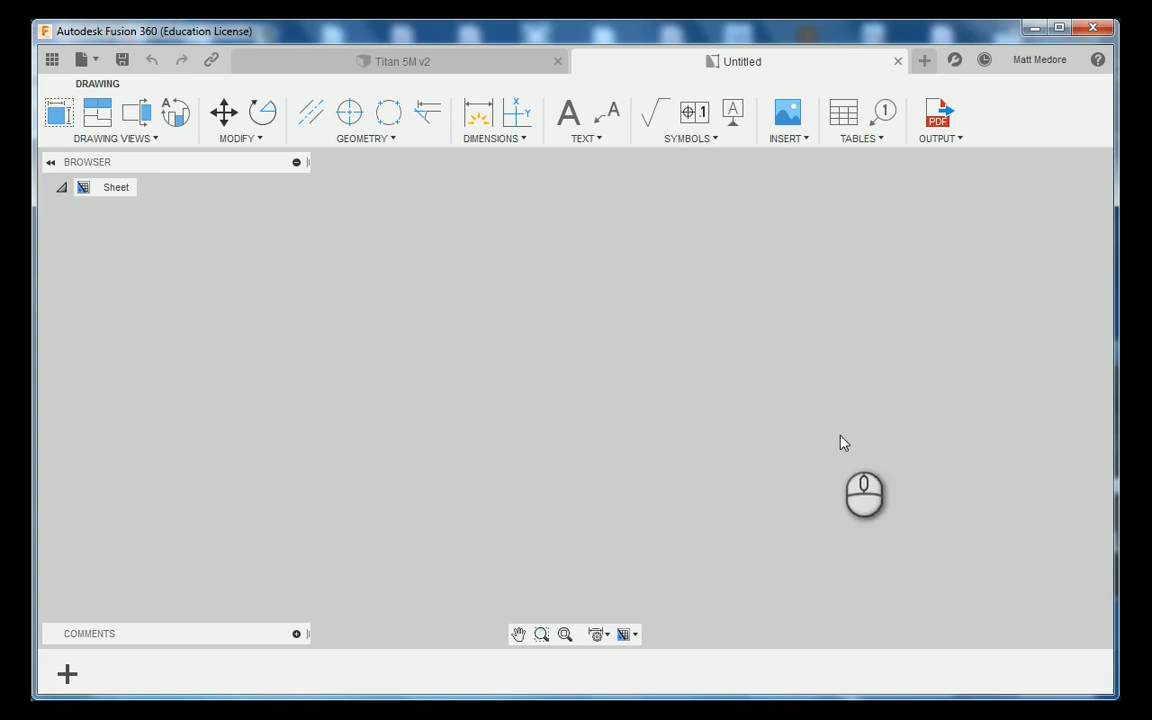 Autodesk Fusion 360 (Education License)
Titan 5M v2
Untitled
Matt Medore
DRAWING
DRAWING VIEWS
MODIFY
GEOMETRY
DIMENSIONS
TEXT
SYMBOLS
INSERT
TABLES
OUTPUT
BROWSER
Sheet
COMMENTS